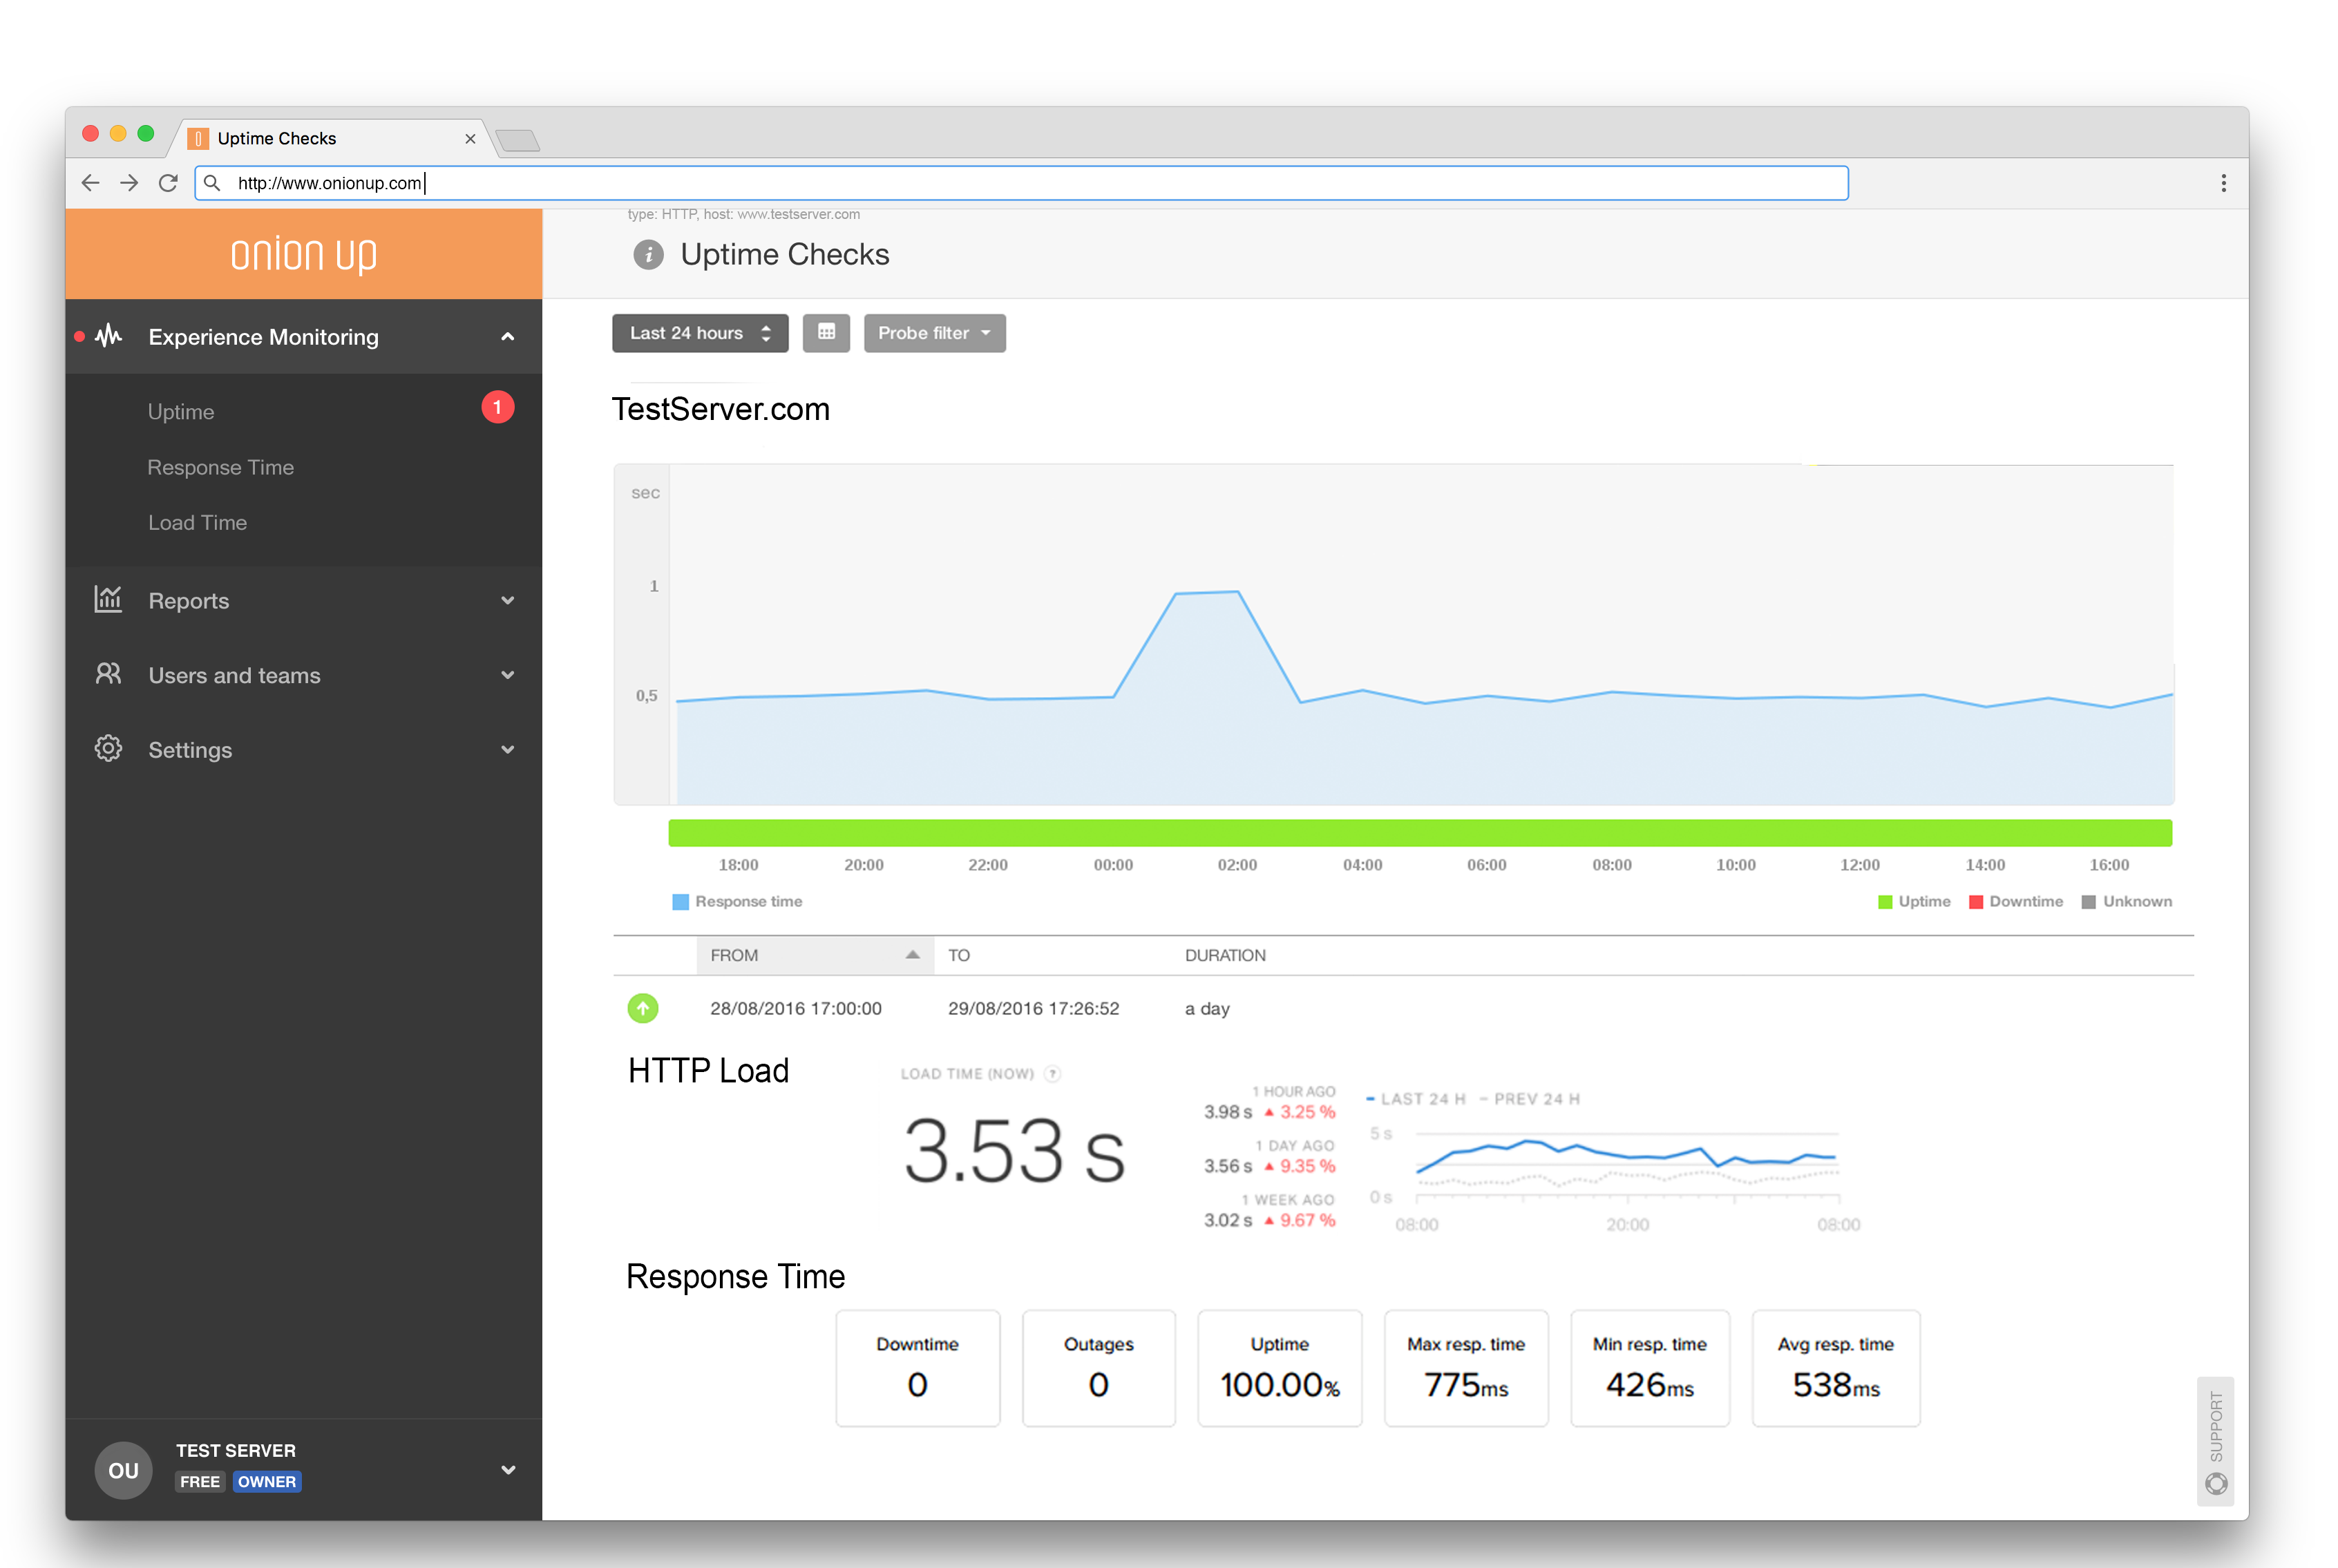 Uptime Checks
http://www.onionup.com
onion up
type: HTTP, host: www.testserver.com
Uptime Checks
Experience Monitoring
Uptime
1
Response Time
Load Time
Reports
Users and teams
Settings
TEST SERVER
OU
FREE OWNER
Last 24 hours
Probe filter
TestServer.com
sec
1
0,5
18:00 20:00 22:00 00:00 02:00 04:00 06:00 08:00 10:00 12:00 14:00 16:00
Response time
Uptime Downtime Unknown
FROM TO DURATION
28/08/2016 17:00:00 29/08/2016 17:26:52 a day
HTTP Load
LOAD TIME (NOW) ?
3.53 s
1 HOUR AGO
3.98 s ▲ 3.25 %
1 DAY AGO
3.56 s ▲ 9.35 %
1 WEEK AGO
3.02 s ▲ 9.67 %
LAST 24 H – PREV 24 H
5 s
0 s
08:00 20:00 08:00
Response Time
Downtime
0
Outages
0
Uptime
100.00%
Max resp. time
775ms
Min resp. time
426ms
Avg resp. time
538ms
SUPPORT